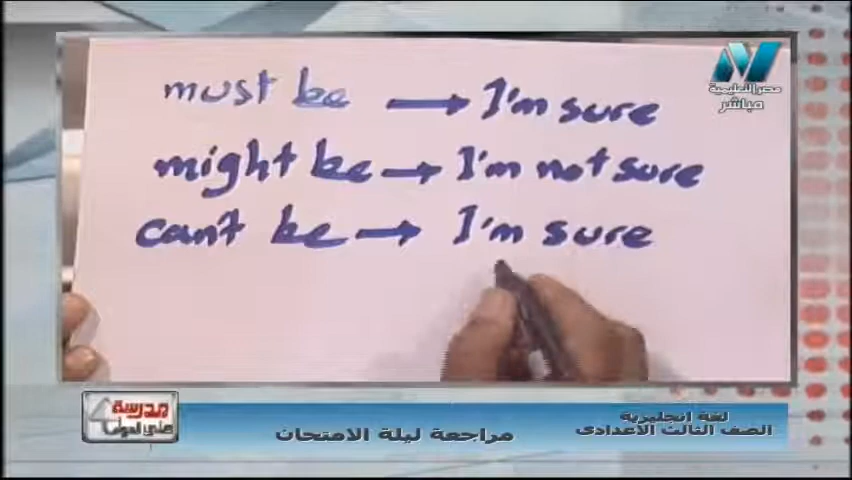 مصر التعليمية
مباشر
must be → I'm sure
might be → I'm not sure
can't be → I'm sure
مدرسة
على الهواء
مراجعة ليلة الامتحان
لغة انجليزية
الصف الثالث الاعدادى